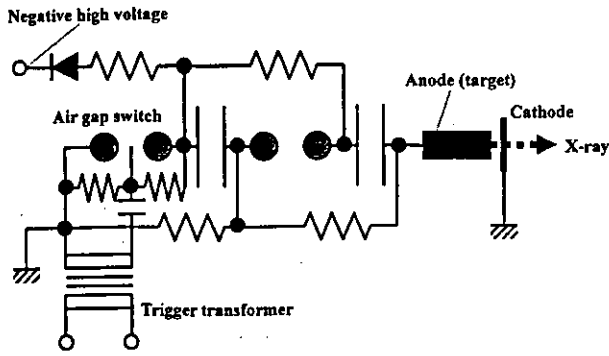 Negative high voltage
Anode (target)
Air gap switch
Cathode
X-ray
Trigger transformer